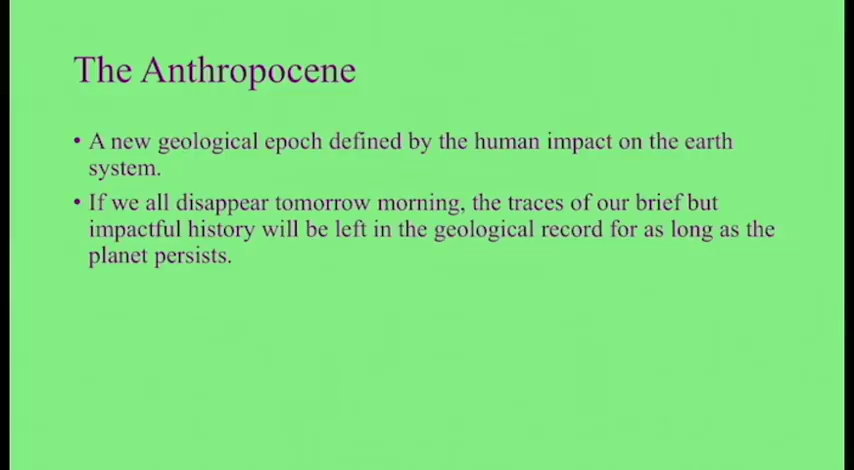 The Anthropocene
• A new geological epoch defined by the human impact on the earth
system.
• If we all disappear tomorrow morning, the traces of our brief but
impactful history will be left in the geological record for as long as the
planet persists.